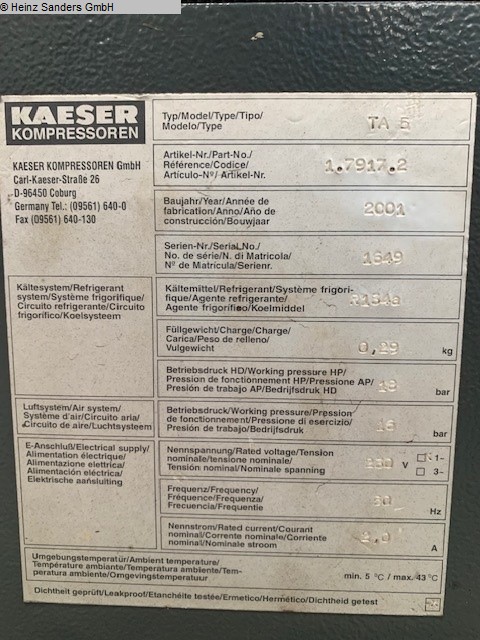 © Heinz Sanders GmbH
KAESER
KOMPRESSOREN
KAESER KOMPRESSOREN GmbH
Carl-Kaeser-Straße 26
D-96450 Coburg
Germany Tel.: (09561) 640-0
Fax (09561) 640-130
Typ/Model/Type/Tipo/
Modelo/Type
TA 5
Artikel-Nr./Part-No./
Référence/Codice/
Artículo-Nº/ Artikel-Nr.
1.7917.2
Baujahr/Year/Année de
fabrication/Anno/Año de
construcción/Bouwjaar
2001
Serien-Nr./Serial.No./
No. de série/N. di Matricola/
Nº de Matrícula/Serienr.
1649
Kältesystem/Refrigerant
system/Système frigorifique/
Circuito refrigerante/Circuito
frigorífico/Koelsysteem
Kältemittel/Refrigerant/Système frigori-
fique/Agente refrigerante/
Agente frigorífico/Koelmiddel
R134a
Füllgewicht/Charge/Charge/
Carica/Peso de relleno/
Vulgewicht
0,29
kg
Betriebsdruck HD/Working pressure HP/
Pression de fonctionnement HP/Pressione AP/
Presión de trabajo AP/Bedrijfsdruck HD
bar
Luftsystem/Air system/
Système d'air/Circuito aria/
Circuito de aire/Luchtsysteem
Betriebsdruck/Working pressure/Pression
de fonctionnement/Pressione di esercizio/
Presión de trabajo/Bedrijfsdruck
16
bar
E-Anschluß/Electrical supply/
Alimentation électrique/
Alimentazione elettrica/
Alimentación eléctrica/
Elektrische aansluiting
Nennspannung/Rated voltage/Tension
nominale/tensione nominale/
Tensión nominal/Nominale spanning
230
V
1~
3~
Frequenz/Frequency/
Fréquence/Frequenza/
Frecuencia/Frequentie
Hz
Nennstrom/Rated current/Courant
nominal/Corrente nominale/Corriente
nominal/Nominale stroom
A
Umgebungstemperatur/Ambient temperature/
Température ambiante/Temperatura ambiente/Tem-
peratura ambiente/Omgevingstemperatuur
min. 5 °C / max. 43 °C
Dichtheit geprüft/Leakproof/Etanchéite testée/Ermetico/Hermético/Dichtheid getest